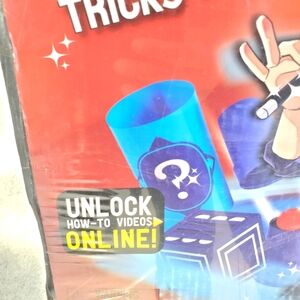 TRICKS
?
UNLOCK
HOW-TO VIDEOS
ONLINE!